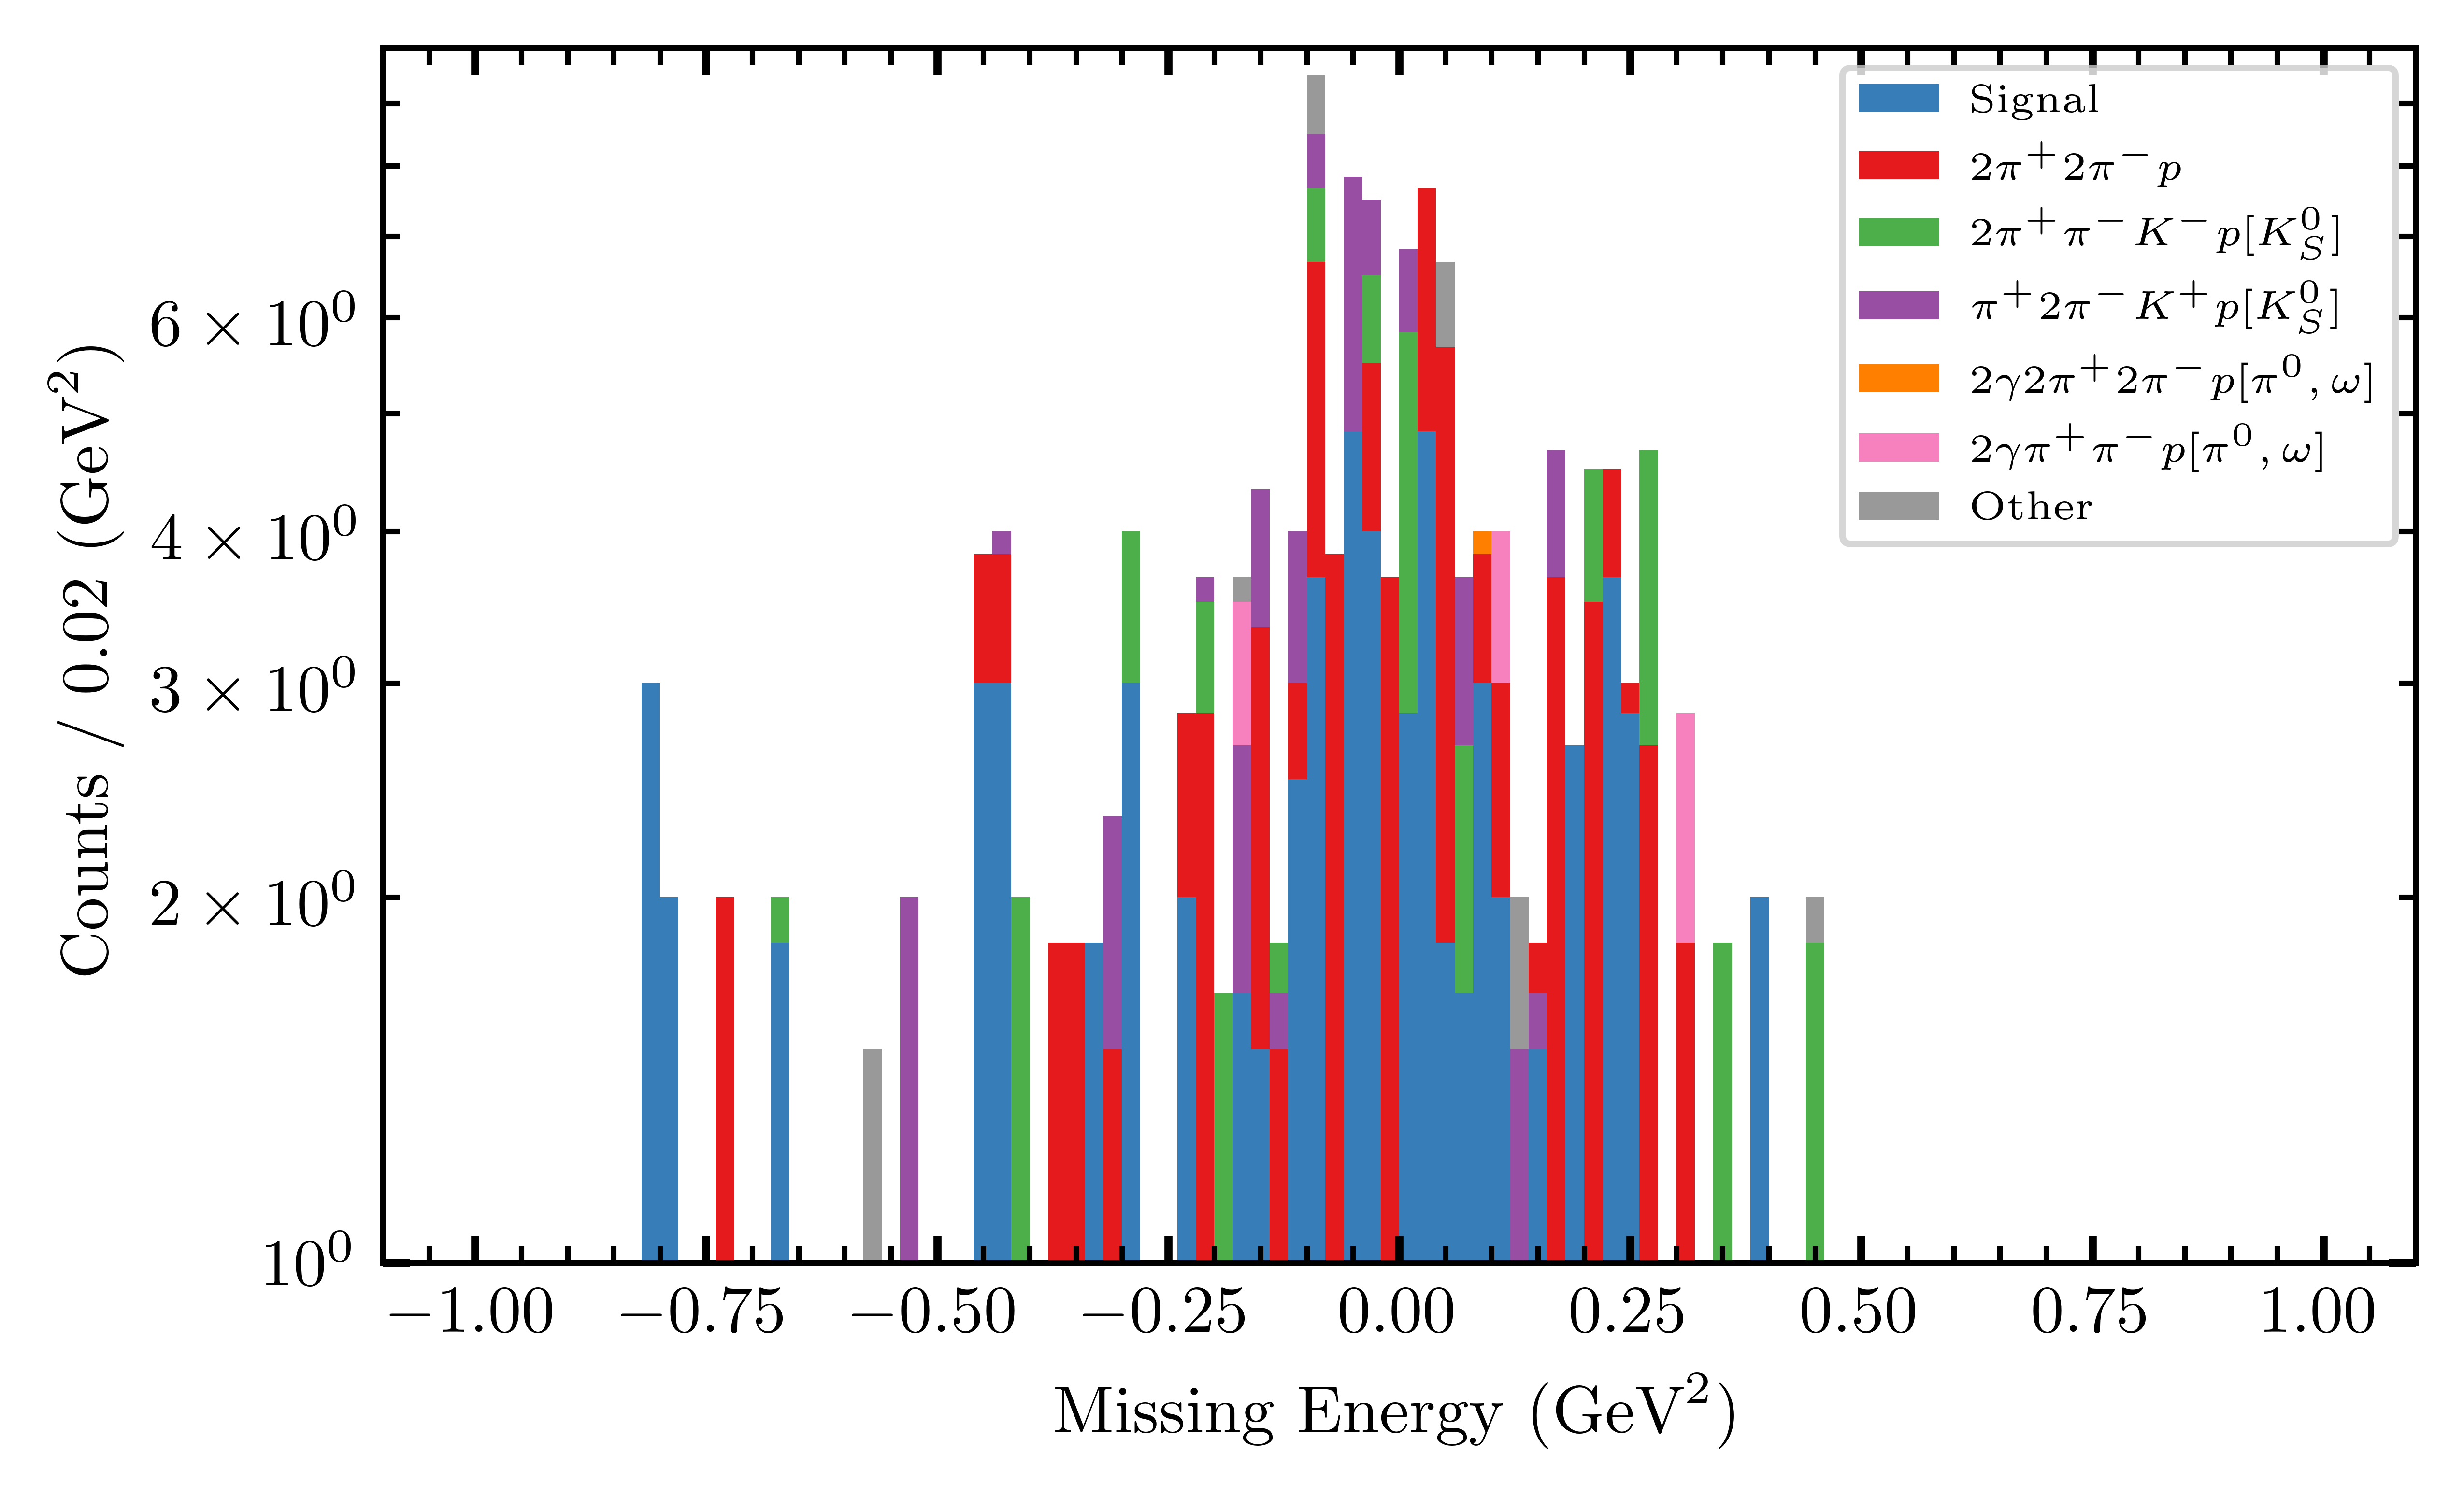 Counts / 0.02 (GeV²)
6 × 10⁰
4 × 10⁰
3 × 10⁰
2 × 10⁰
10⁰
−1.00 −0.75 −0.50 −0.25 0.00 0.25 0.50 0.75 1.00
Missing Energy (GeV²)
Signal
2π⁺2π⁻p
2π⁺π⁻K⁻p[K⁰_S]
π⁺2π⁻K⁺p[K⁰_S]
2γ2π⁺2π⁻p[π⁰, ω]
2γπ⁺π⁻p[π⁰, ω]
Other